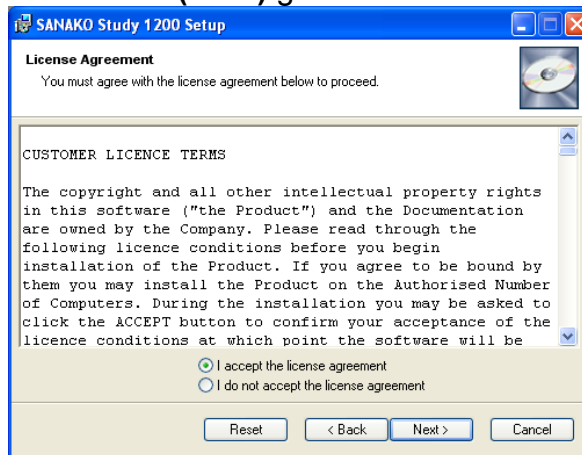 SANAKO Study 1200 Setup
License Agreement
You must agree with the license agreement below to proceed.
CUSTOMER LICENCE TERMS
The copyright and all other intellectual property rights
in this software ("the Product") and the Documentation
are owned by the Company. Please read through the
following licence conditions before you begin
installation of the Product. If you agree to be bound by
them you may install the Product on the Authorised Number
of Computers. During the installation you may be asked to
click the ACCEPT button to confirm your acceptance of the
licence conditions at which point the software will be
I accept the license agreement
I do not accept the license agreement
Reset < Back Next > Cancel